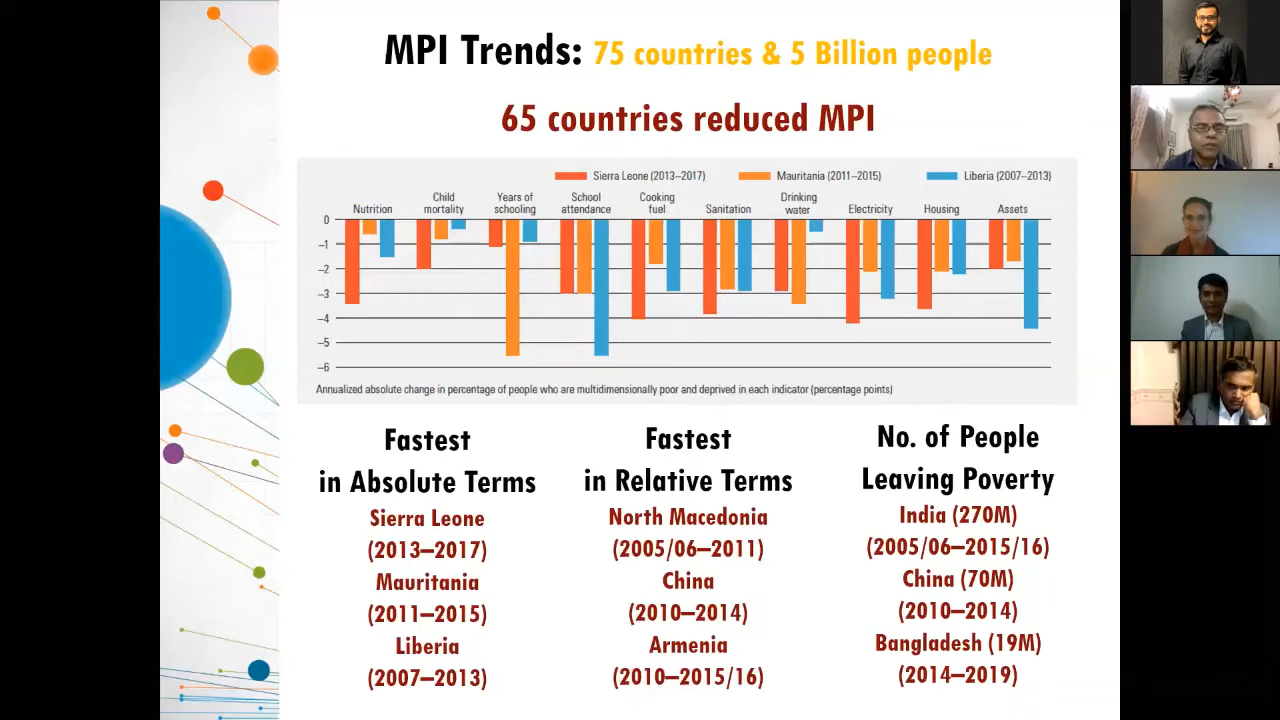 MPI Trends: 75 countries & 5 Billion people
65 countries reduced MPI
Sierra Leone (2013–2017) Mauritania (2011–2015) Liberia (2007–2013)
Nutrition Child mortality Years of schooling School attendance Cooking fuel Sanitation Drinking water Electricity Housing Assets
0
–1
–2
–3
–4
–5
–6
Annualized absolute change in percentage of people who are multidimensionally poor and deprived in each indicator (percentage points)
Fastest
in Absolute Terms
Sierra Leone
(2013–2017)
Mauritania
(2011–2015)
Liberia
(2007–2013)
Fastest
in Relative Terms
North Macedonia
(2005/06–2011)
China
(2010–2014)
Armenia
(2010–2015/16)
No. of People
Leaving Poverty
India (270M)
(2005/06–2015/16)
China (70M)
(2010–2014)
Bangladesh (19M)
(2014–2019)